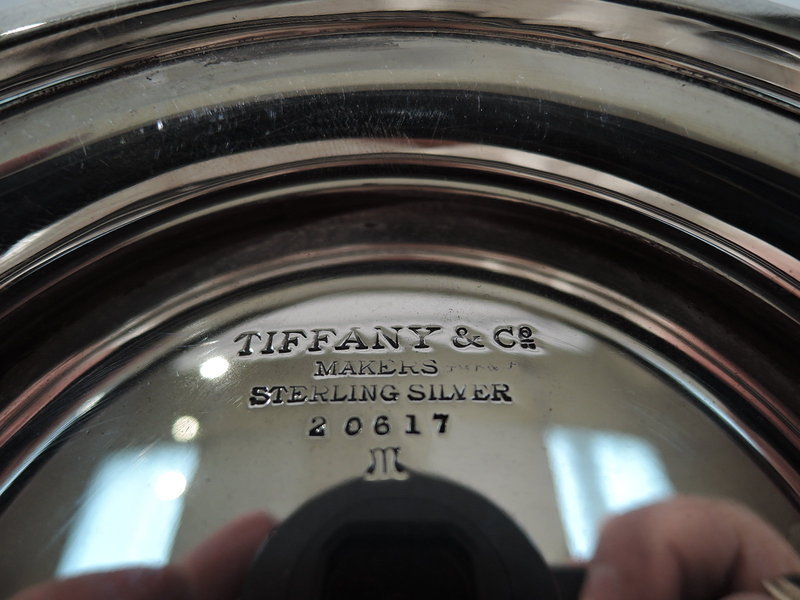 TIFFANY & Co
MAKERS
STERLING SILVER
20617
M